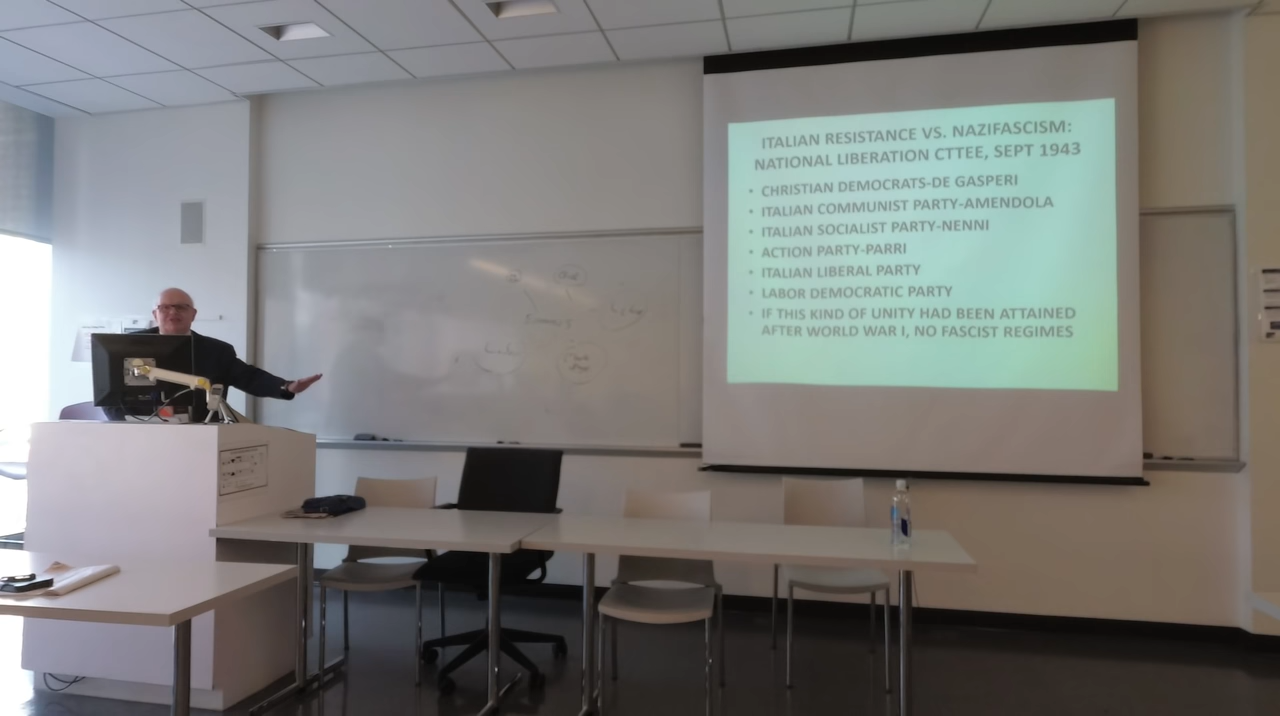 ITALIAN RESISTANCE VS. NAZIFASCISM:
NATIONAL LIBERATION CTTEE, SEPT 1943
• CHRISTIAN DEMOCRATS-DE GASPERI
• ITALIAN COMMUNIST PARTY-AMENDOLA
• ITALIAN SOCIALIST PARTY-NENNI
• ACTION PARTY-PARRI
• ITALIAN LIBERAL PARTY
• LABOR DEMOCRATIC PARTY
• IF THIS KIND OF UNITY HAD BEEN ATTAINED
AFTER WORLD WAR I, NO FASCIST REGIMES